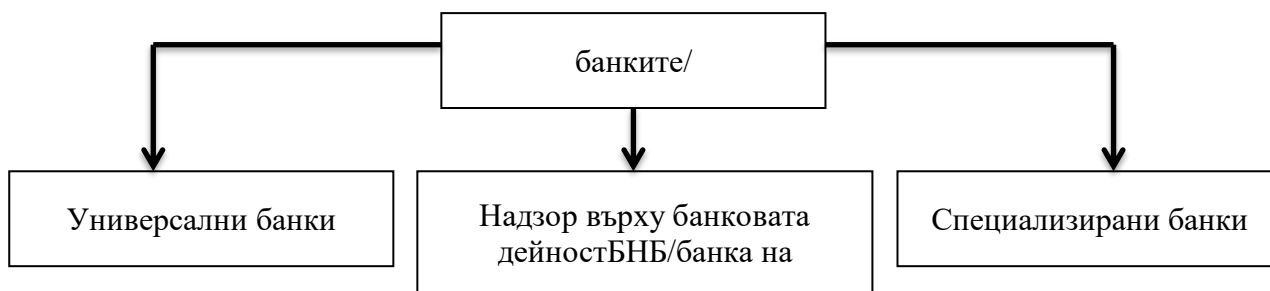 банките/
Универсални банки
Надзор върху банковата
дейностБНБ/банка на
Специализирани банки